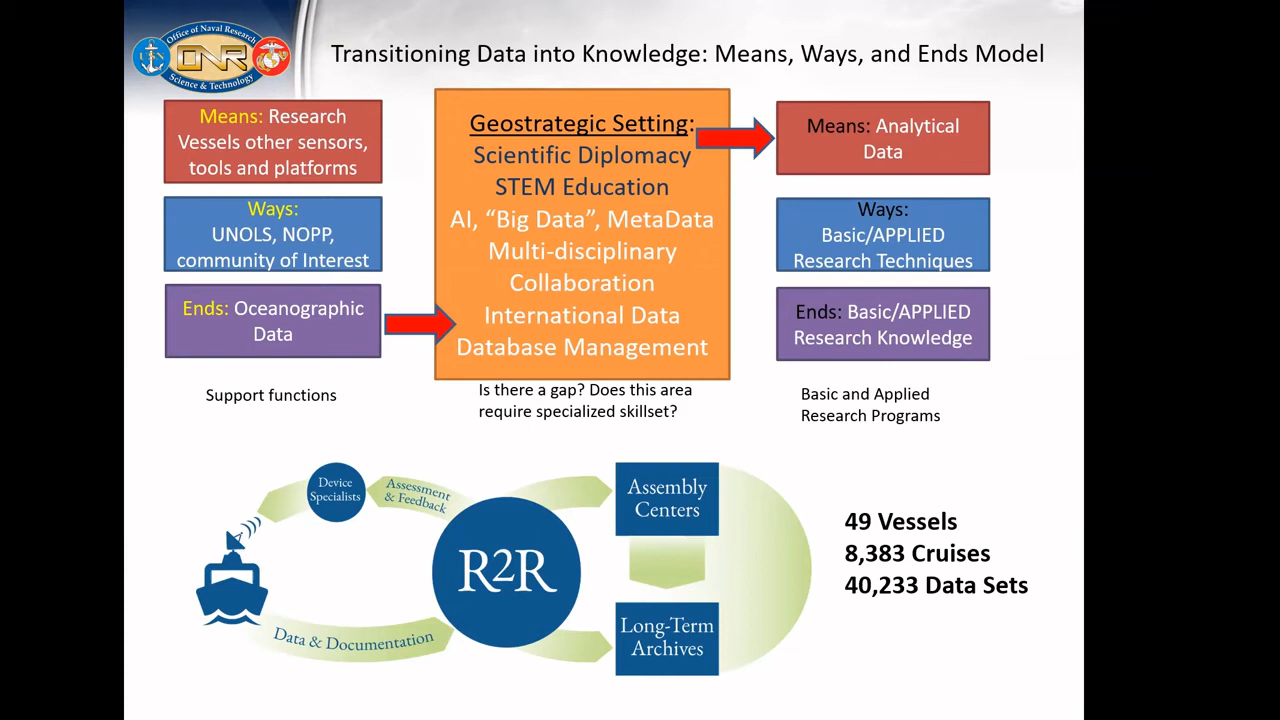 Office of Naval Research
ONR
Science & Technology
Transitioning Data into Knowledge: Means, Ways, and Ends Model
Means: Research
Vessels other sensors,
tools and platforms
Ways:
UNOLS, NOPP,
community of Interest
Ends: Oceanographic
Data
Support functions
Geostrategic Setting:
Scientific Diplomacy
STEM Education
AI, “Big Data”, MetaData
Multi-disciplinary
Collaboration
International Data
Database Management
Is there a gap? Does this area
require specialized skillset?
Means: Analytical
Data
Ways:
Basic/APPLIED
Research Techniques
Ends: Basic/APPLIED
Research Knowledge
Basic and Applied
Research Programs
Device
Specialists
Assessment
& Feedback
R2R
Data & Documentation
Assembly
Centers
Long-Term
Archives
49 Vessels
8,383 Cruises
40,233 Data Sets